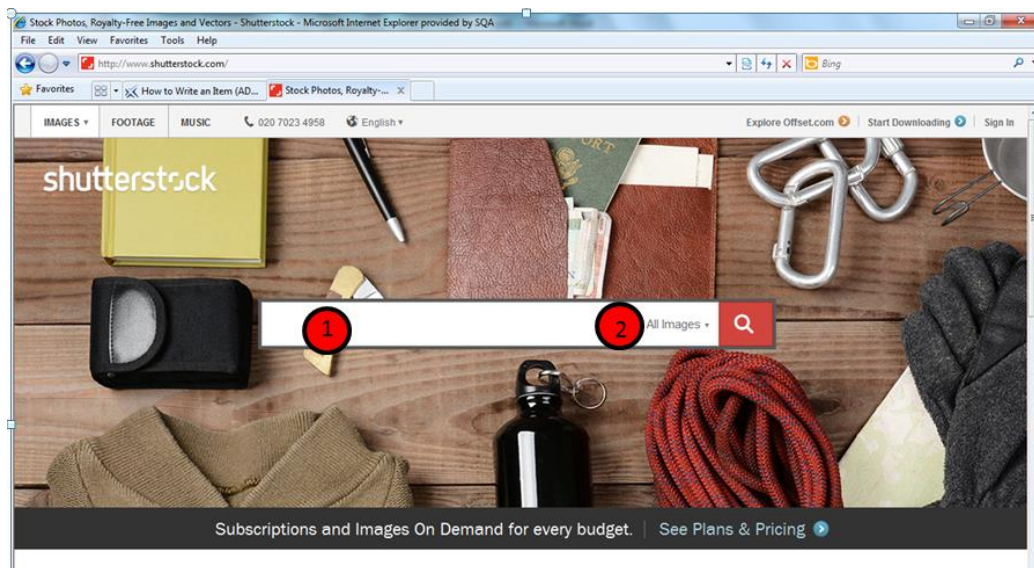 Stock Photos, Royalty-Free Images and Vectors - Shutterstock - Microsoft Internet Explorer provided by SQA
File Edit View Favorites Tools Help
http://www.shutterstock.com/
Bing
Favorites
How to Write an Item (AD...
Stock Photos, Royalty-...
IMAGES FOOTAGE MUSIC 020 7023 4958 English Explore Offset.com Start Downloading Sign In
shutterstock
PORT
1 2 All Images
Subscriptions and Images On Demand for every budget. | See Plans & Pricing